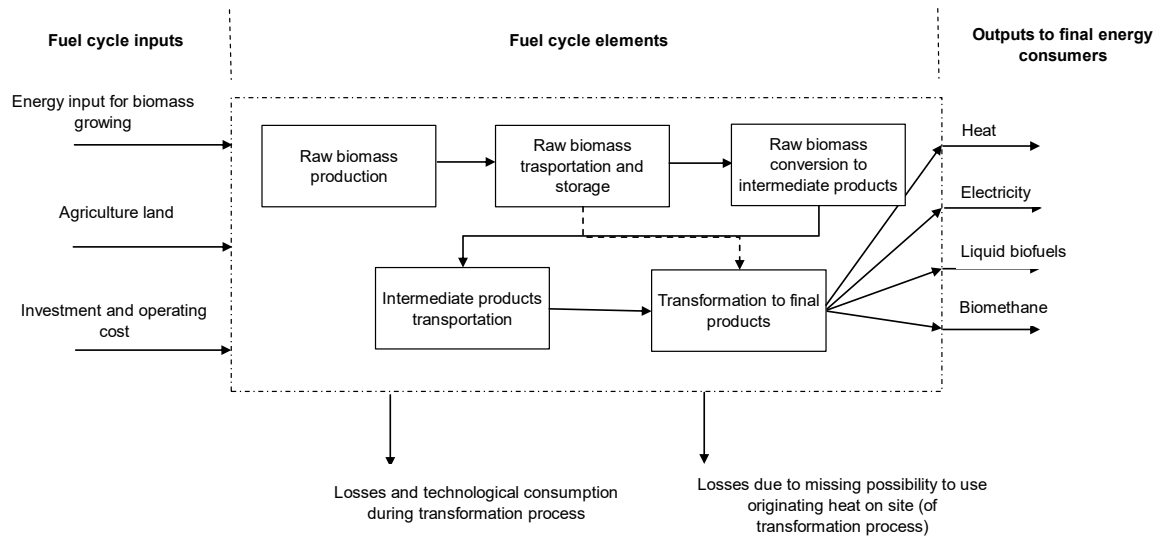 Fuel cycle inputs
Fuel cycle elements
Outputs to final energy
consumers
Energy input for biomass
growing
Agriculture land
Investment and operating
cost
Raw biomass
production
Raw biomass
trasportation and
storage
Raw biomass
conversion to
intermediate products
Intermediate products
transportation
Transformation to final
products
Heat
Electricity
Liquid biofuels
Biomethane
Losses and technological consumption
during transformation process
Losses due to missing possibility to use
originating heat on site (of
transformation process)